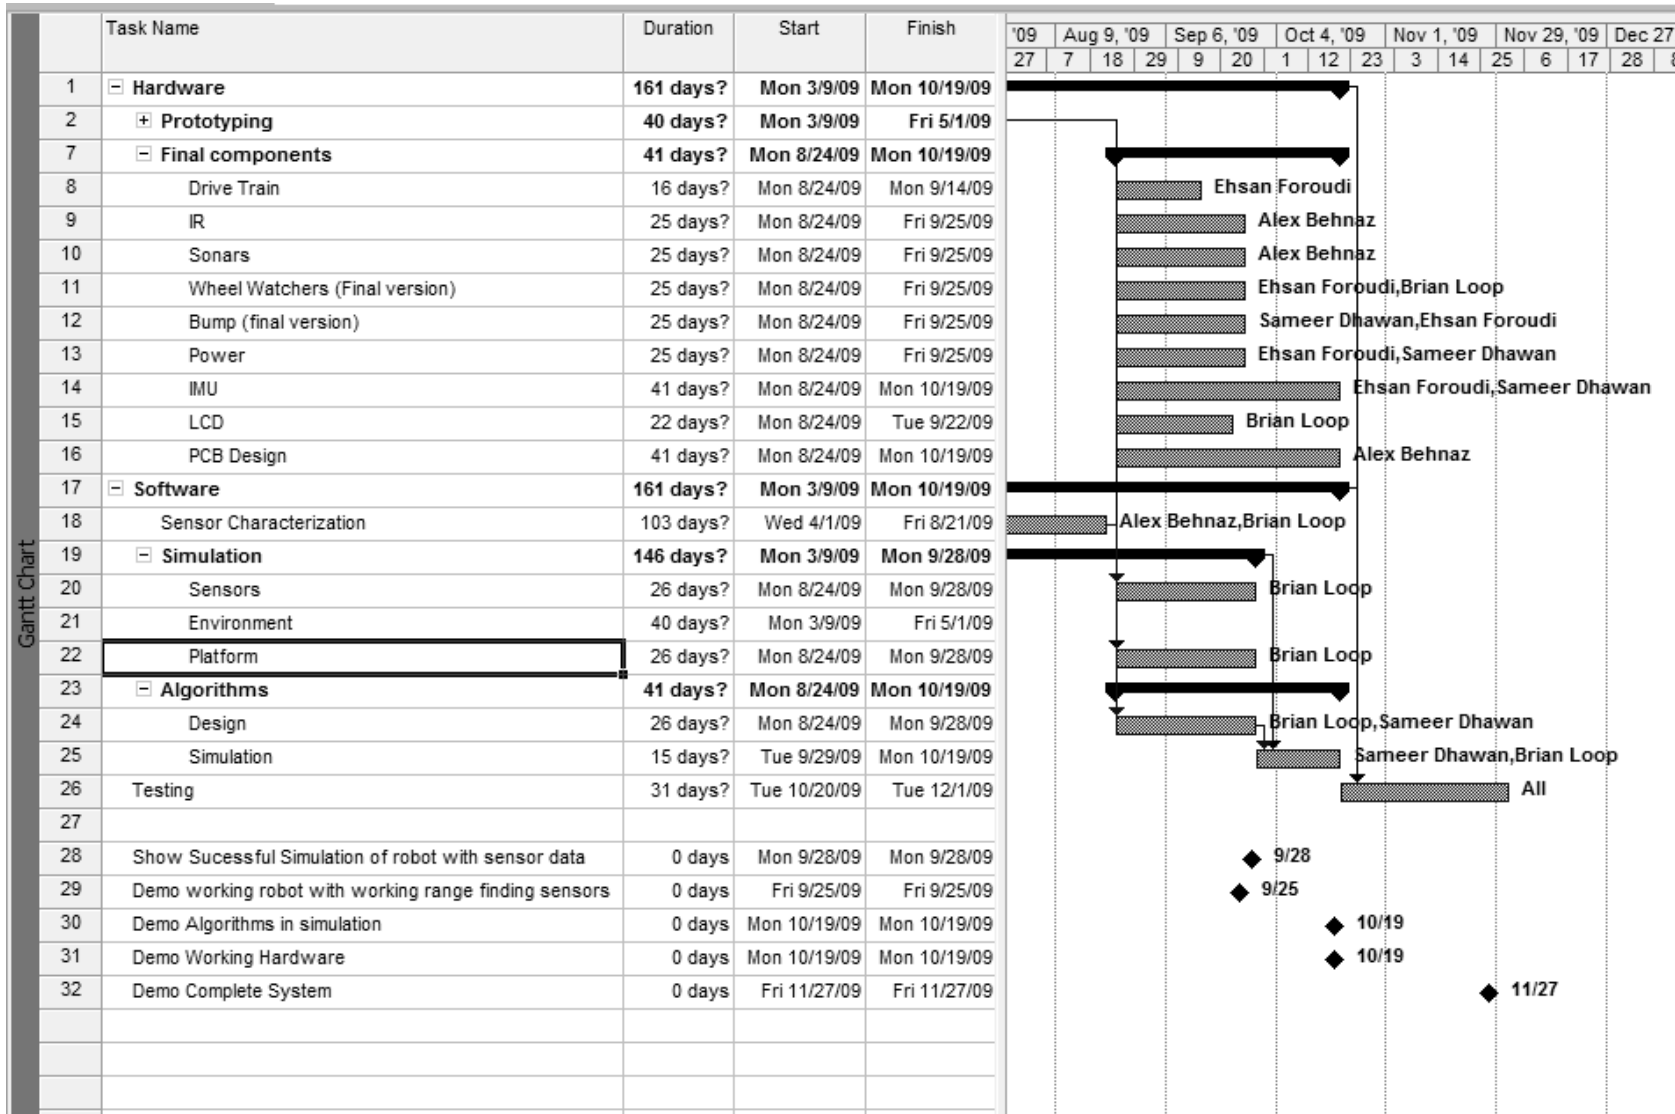 Task Name Duration Start Finish '09 Aug 9, '09 Sep 6, '09 Oct 4, '09 Nov 1, '09 Nov 29, '09 Dec 27
27 7 18 29 9 20 1 12 23 3 14 25 6 17 28
1 Hardware 161 days? Mon 3/9/09 Mon 10/19/09
2 Prototyping 40 days? Mon 3/9/09 Fri 5/1/09
7 Final components 41 days? Mon 8/24/09 Mon 10/19/09
8 Drive Train 16 days? Mon 8/24/09 Mon 9/14/09 Ehsan Foroudi
9 IR 25 days? Mon 8/24/09 Fri 9/25/09 Alex Behnaz
10 Sonars 25 days? Mon 8/24/09 Fri 9/25/09 Alex Behnaz
11 Wheel Watchers (Final version) 25 days? Mon 8/24/09 Fri 9/25/09 Ehsan Foroudi,Brian Loop
12 Bump (final version) 25 days? Mon 8/24/09 Fri 9/25/09 Sameer Dhawan,Ehsan Foroudi
13 Power 25 days? Mon 8/24/09 Fri 9/25/09 Ehsan Foroudi,Sameer Dhawan
14 IMU 41 days? Mon 8/24/09 Mon 10/19/09 Ehsan Foroudi,Sameer Dhawan
15 LCD 22 days? Mon 8/24/09 Tue 9/22/09 Brian Loop
16 PCB Design 41 days? Mon 8/24/09 Mon 10/19/09 Alex Behnaz
17 Software 161 days? Mon 3/9/09 Mon 10/19/09
18 Sensor Characterization 103 days? Wed 4/1/09 Fri 8/21/09 Alex Behnaz,Brian Loop
19 Simulation 146 days? Mon 3/9/09 Mon 9/28/09
20 Sensors 26 days? Mon 8/24/09 Mon 9/28/09 Brian Loop
21 Environment 40 days? Mon 3/9/09 Fri 5/1/09
22 Platform 26 days? Mon 8/24/09 Mon 9/28/09 Brian Loop
23 Algorithms 41 days? Mon 8/24/09 Mon 10/19/09
24 Design 26 days? Mon 8/24/09 Mon 9/28/09 Brian Loop,Sameer Dhawan
25 Simulation 15 days? Tue 9/29/09 Mon 10/19/09 Sameer Dhawan,Brian Loop
26 Testing 31 days? Tue 10/20/09 Tue 12/1/09 All
27
28 Show Sucessful Simulation of robot with sensor data 0 days Mon 9/28/09 Mon 9/28/09 9/28
29 Demo working robot with working range finding sensors 0 days Fri 9/25/09 Fri 9/25/09 9/25
30 Demo Algorithms in simulation 0 days Mon 10/19/09 Mon 10/19/09 10/19
31 Demo Working Hardware 0 days Mon 10/19/09 Mon 10/19/09 10/19
32 Demo Complete System 0 days Fri 11/27/09 Fri 11/27/09 11/27
Gantt Chart